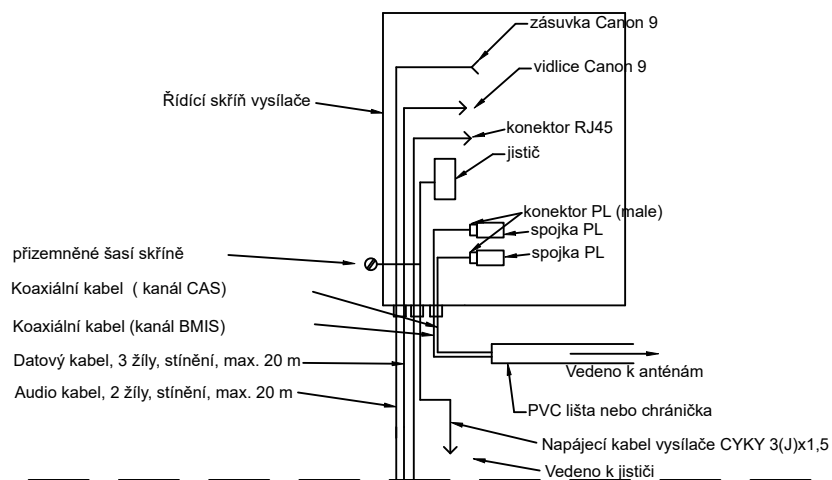 zásuvka Canon 9
vidlice Canon 9
Řídící skříň vysílače
konektor RJ45
jistič
konektor PL (male)
spojka PL
přizemněné šasí skříně
spojka PL
Koaxiální kabel ( kanál CAS)
Koaxiální kabel (kanál BMIS)
Datový kabel, 3 žíly, stínění, max. 20 m
Vedeno k anténám
Audio kabel, 2 žíly, stínění, max. 20 m
PVC lišta nebo chránička
Napájecí kabel vysílače CYKY 3(J)x1,5
Vedeno k jističi